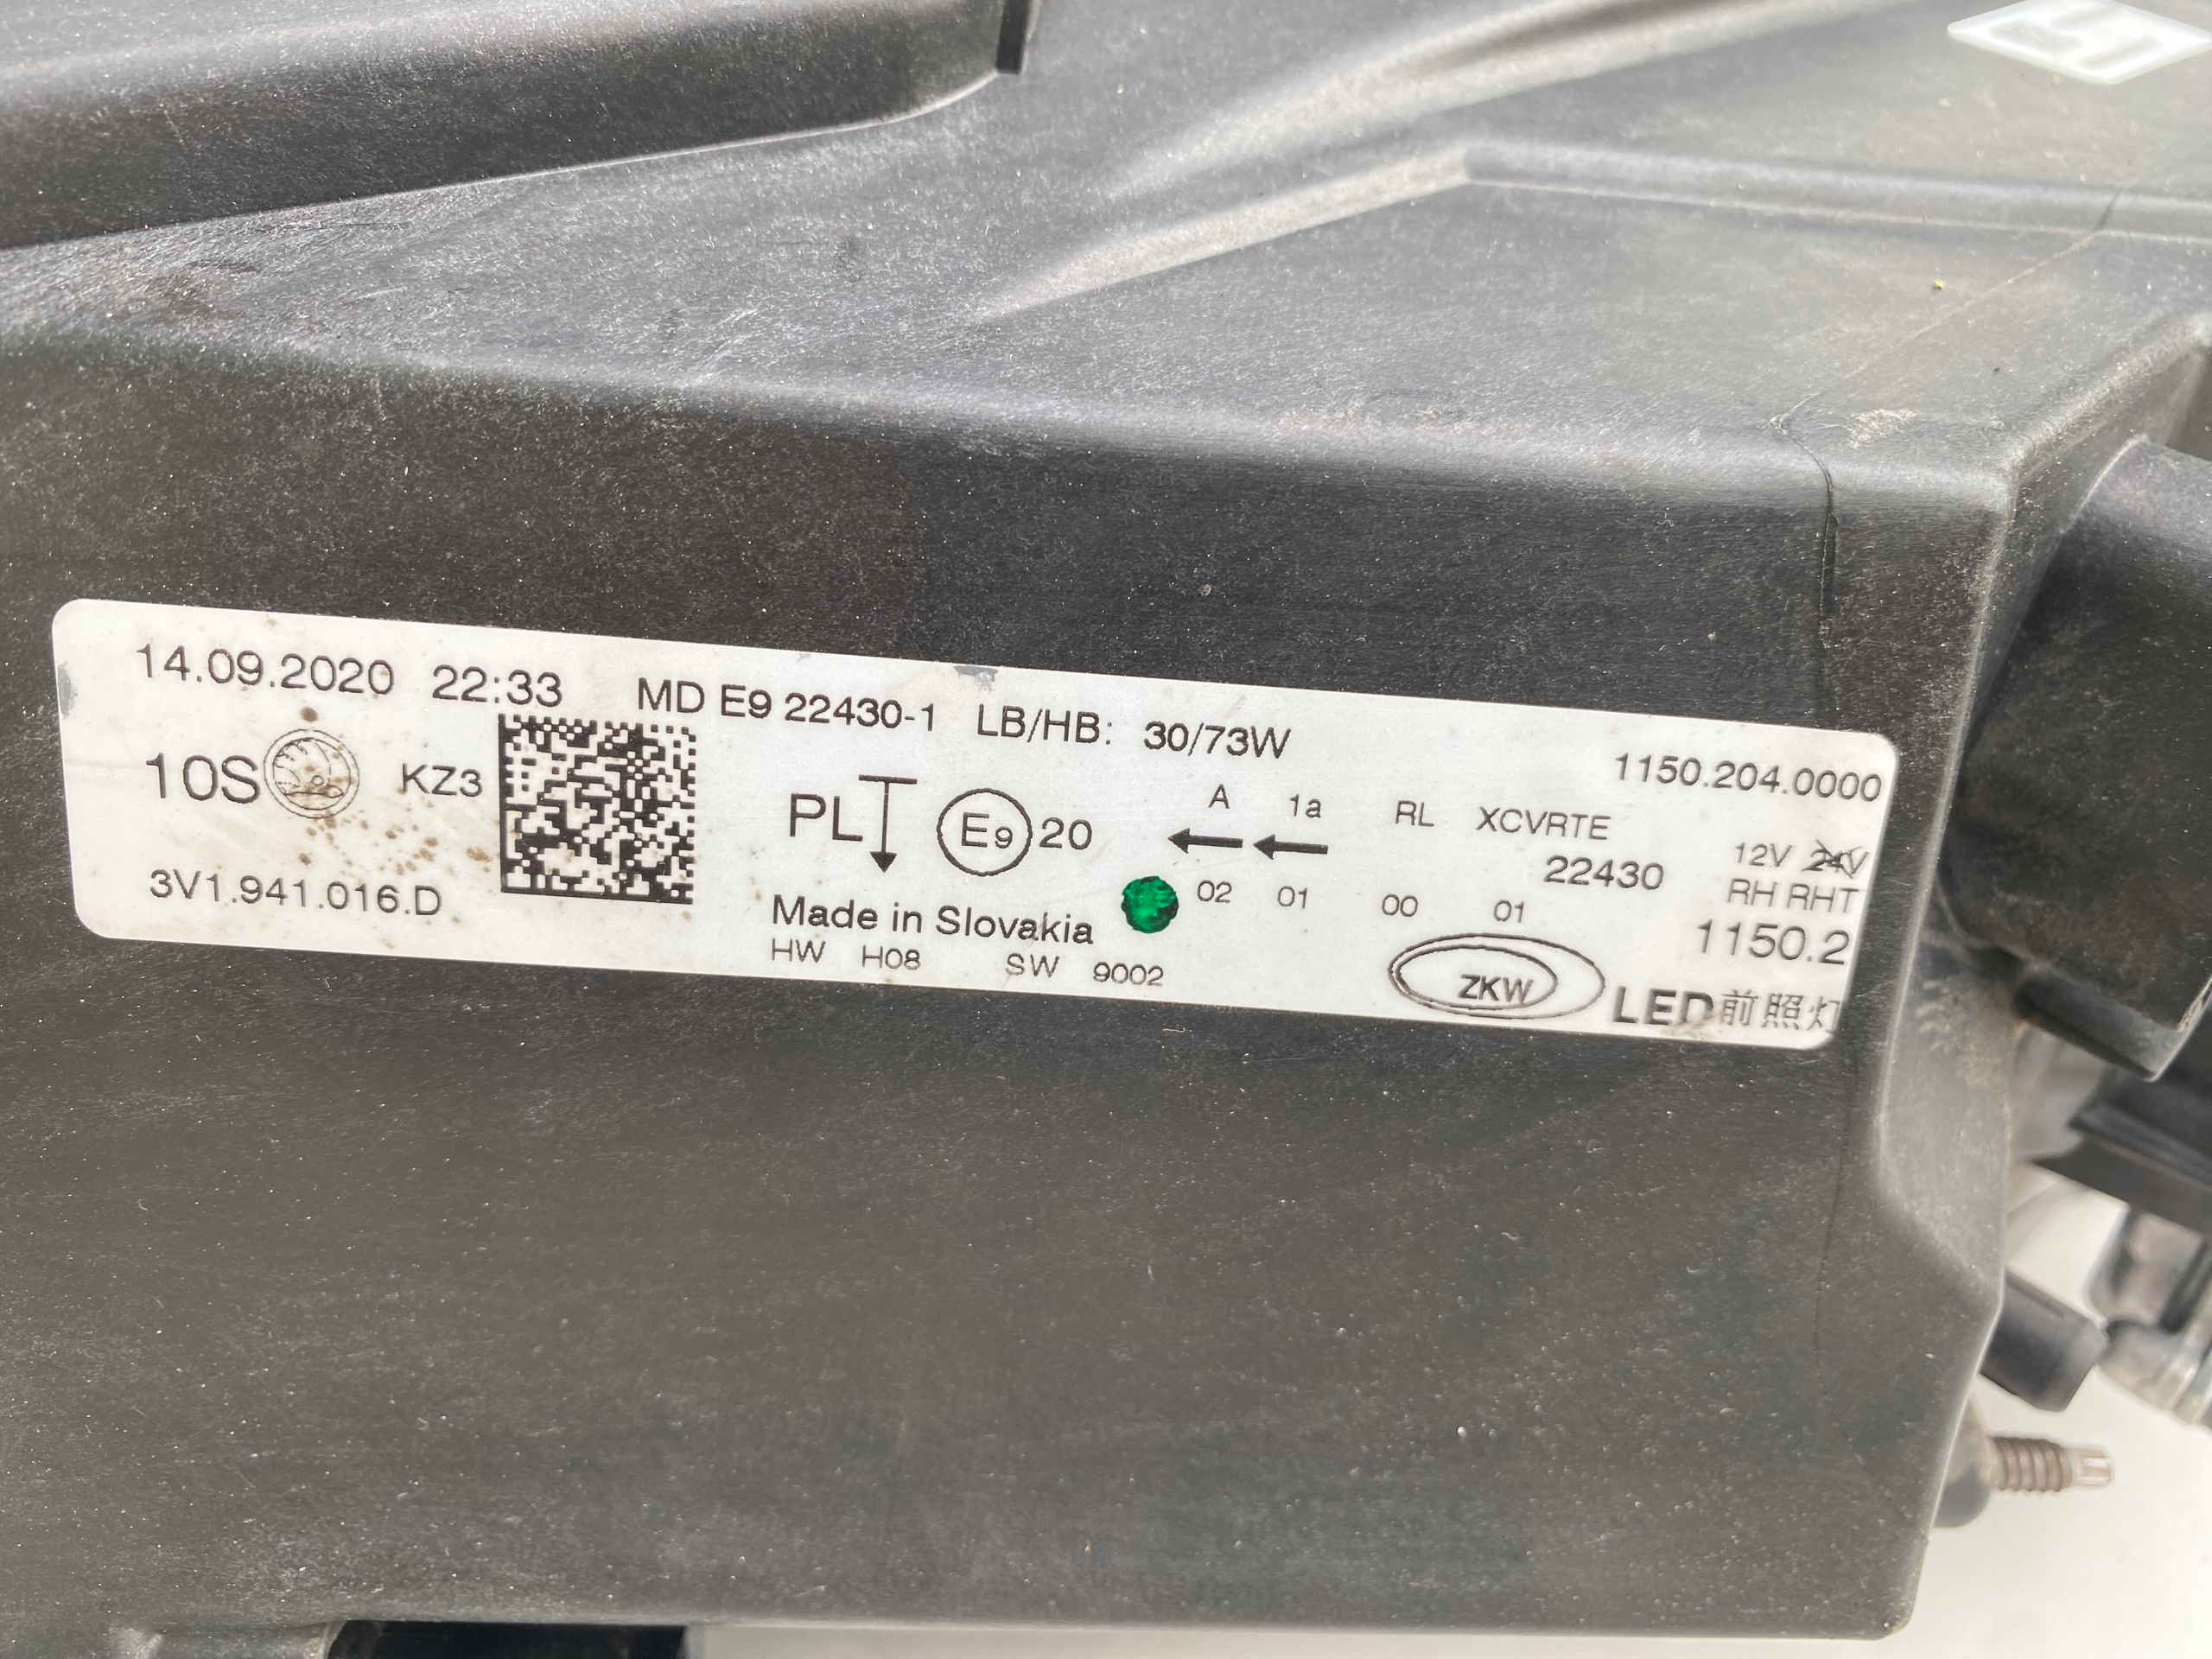 14.09.2020 22:33 MD E9 22430-1 LB/HB: 30/73W 1150.204.0000
10S KZ3 PL E9 20 A 1a RL XCVRTE 12V 24V
22430 RH RHT
3V1.941.016.D Made in Slovakia 02 01 00 01 1150.2
HW H08 SW 9002 ZKW LED前照灯